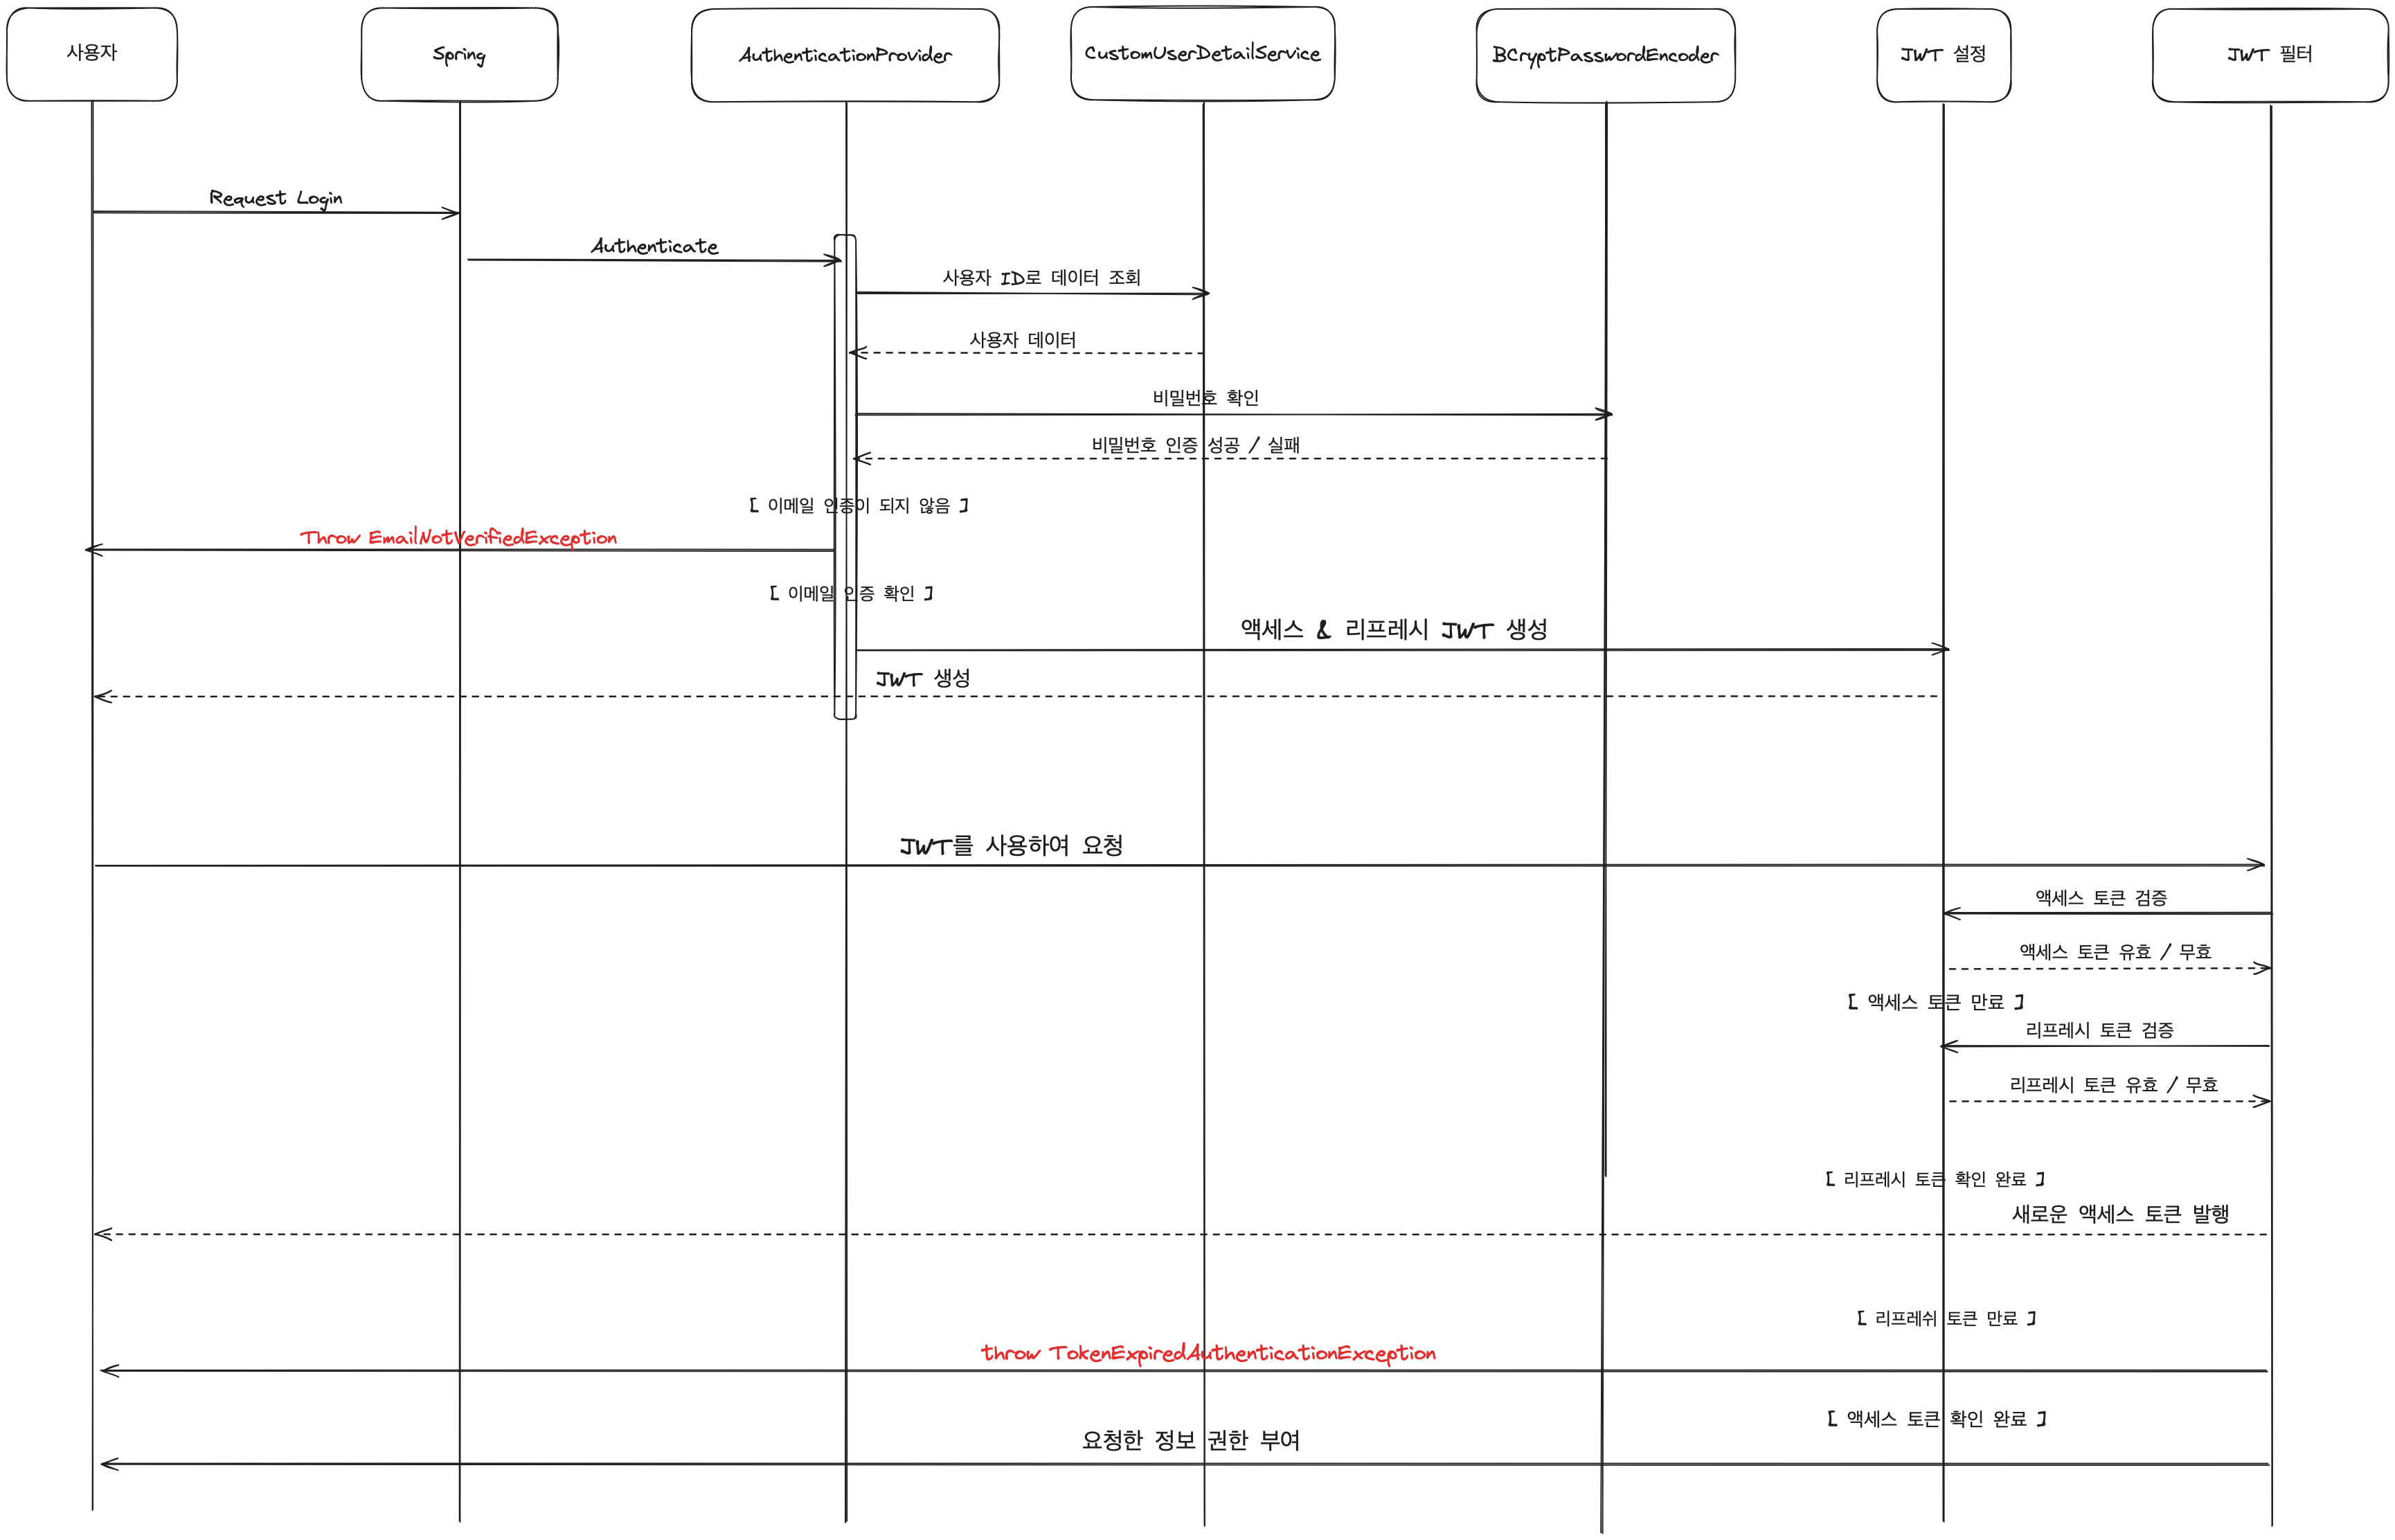 사용자
Spring
AuthenticationProvider
CustomUserDetailService
BCryptPasswordEncoder
JWT 설정
JWT 필터
Request Login
Authenticate
사용자 ID로 데이터 조회
사용자 데이터
비밀번호 확인
비밀번호 인증 성공 / 실패
[ 이메일 인증이 되지 않음 ]
Throw EmailNotVerifiedException
[ 이메일 인증 확인 ]
액세스 & 리프레시 JWT 생성
JWT 생성
JWT를 사용하여 요청
액세스 토큰 검증
액세스 토큰 유효 / 무효
[ 액세스 토큰 만료 ]
리프레시 토큰 검증
리프레시 토큰 유효 / 무효
[ 리프레시 토큰 확인 완료 ]
새로운 액세스 토큰 발행
[ 리프레쉬 토큰 만료 ]
throw TokenExpiredAuthenticationException
[ 액세스 토큰 확인 완료 ]
요청한 정보 권한 부여